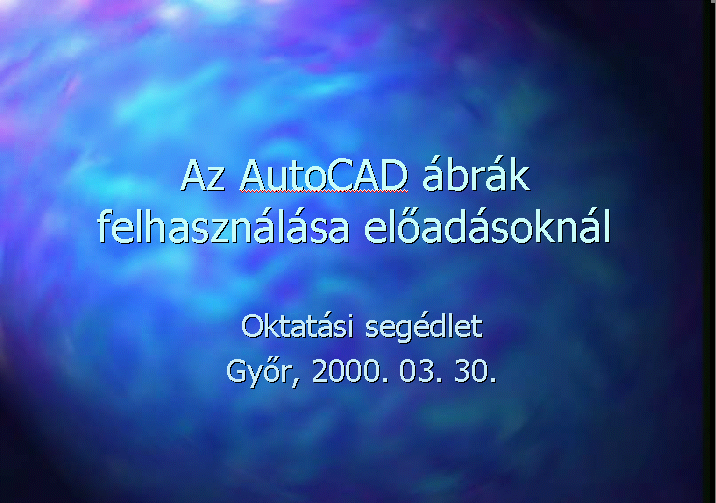 Az AutoCAD ábrák
felhasználása előadásoknál
Oktatási segédlet
Győr, 2000. 03. 30.